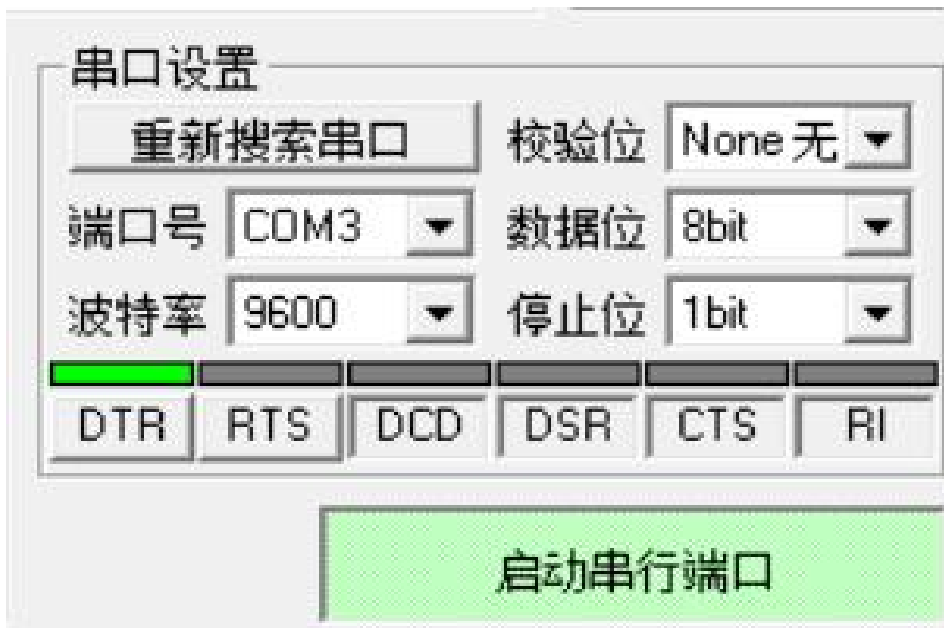 串口设置
重新搜索串口 校验位 None 无
端口号 COM3 数据位 8bit
波特率 9600 停止位 1bit
DTR RTS DCD DSR CTS RI
启动串行端口